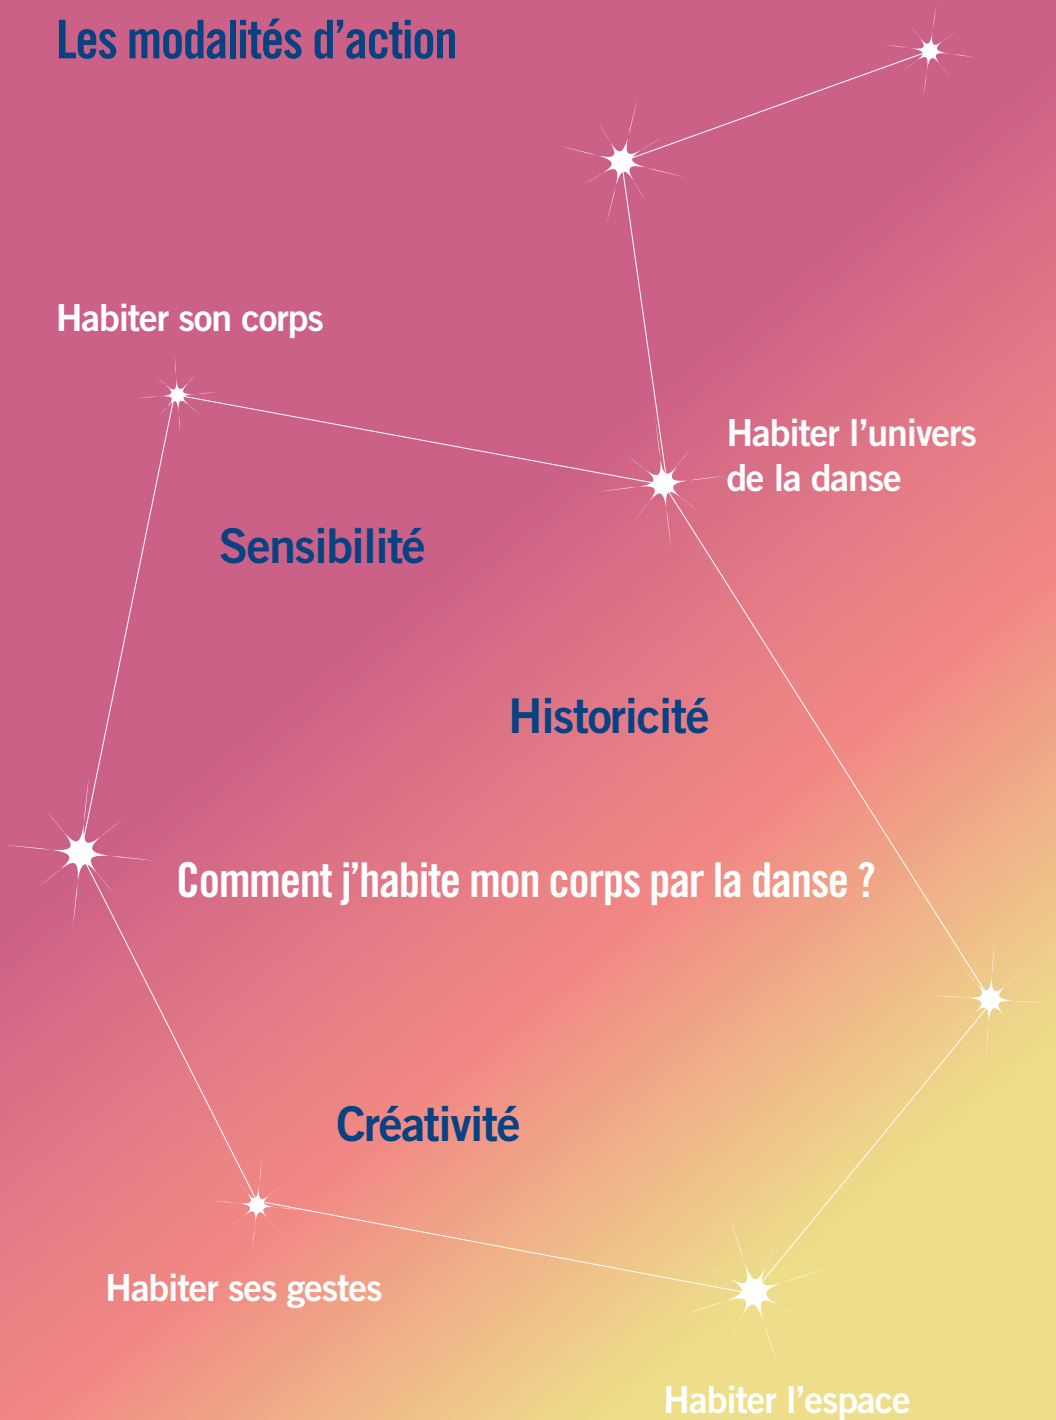 Les modalités d'action
Habiter son corps
Habiter l'univers
de la danse
Sensibilité
Historicité
Comment j'habite mon corps par la danse ?
Créativité
Habiter ses gestes
Habiter l'espace